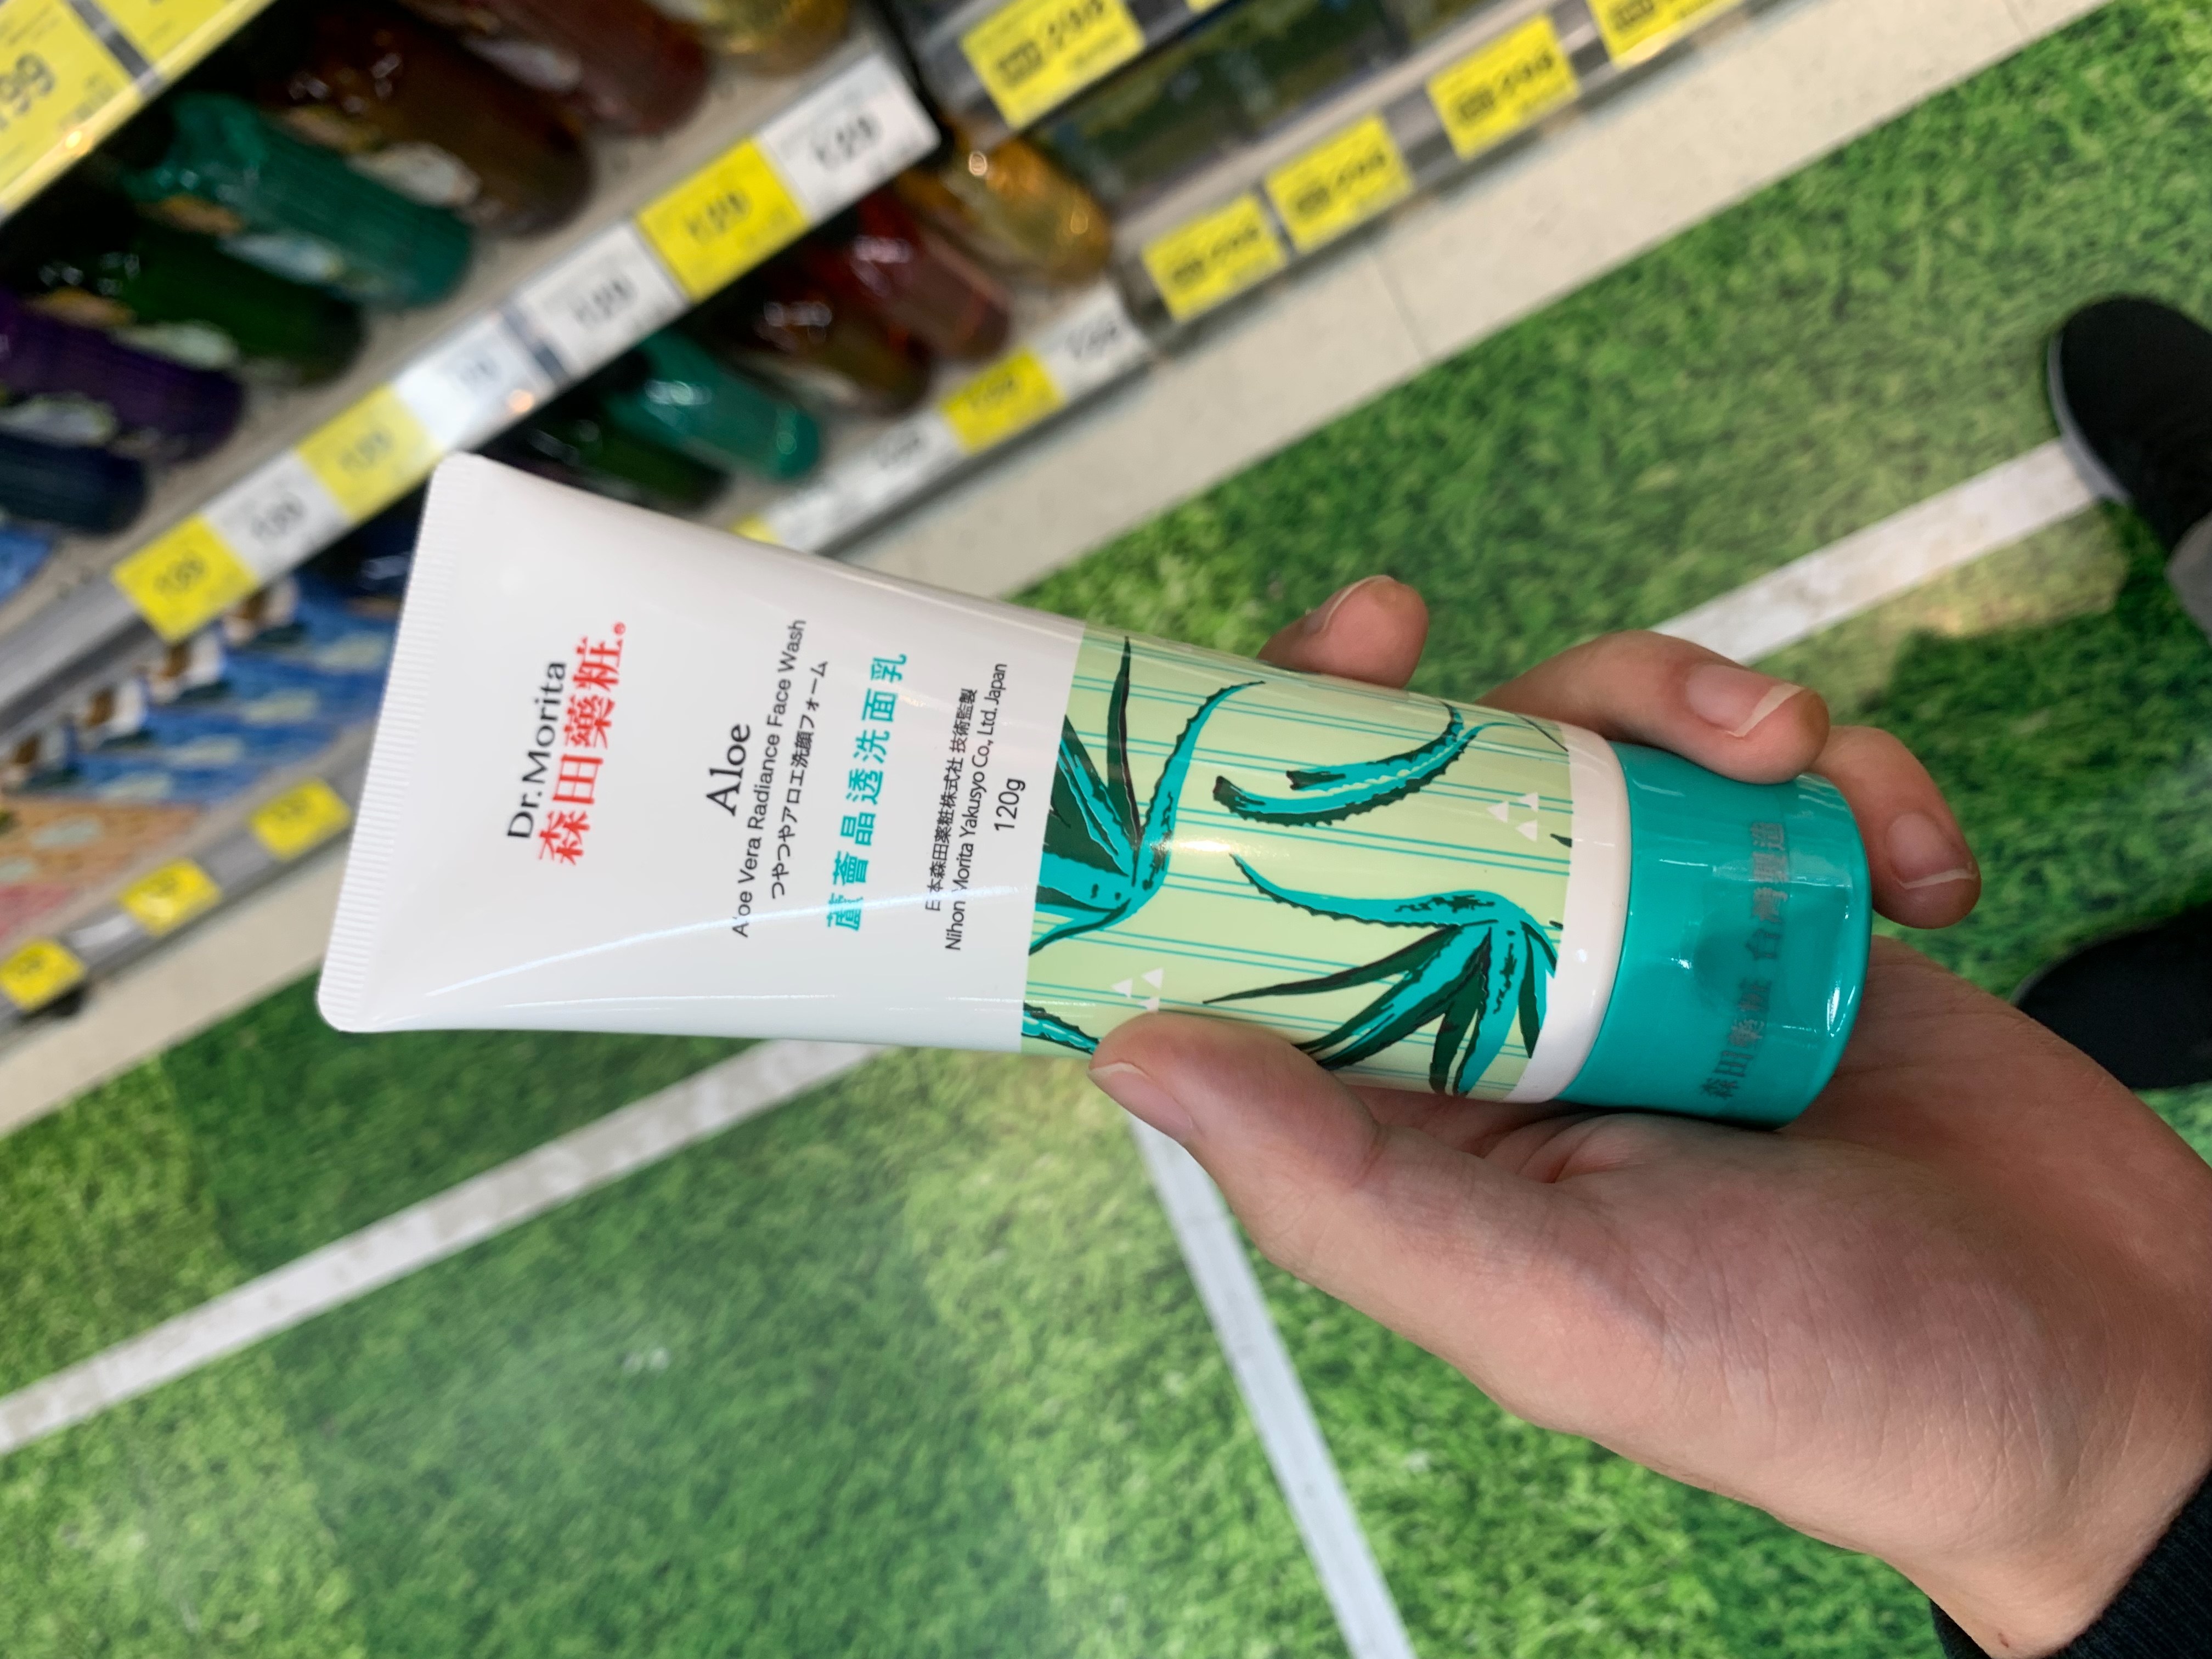 Dr.Morita
森田藥粧®
Aloe
Aloe Vera Radiance Face Wash
つやつやアロエ洗顔フォーム
蘆薈晶透洗面乳
日本森田薬粧株式社 技術監製
Nihon Morita Yakusyo Co., Ltd. Japan
120g
森田藥粧 台灣製造